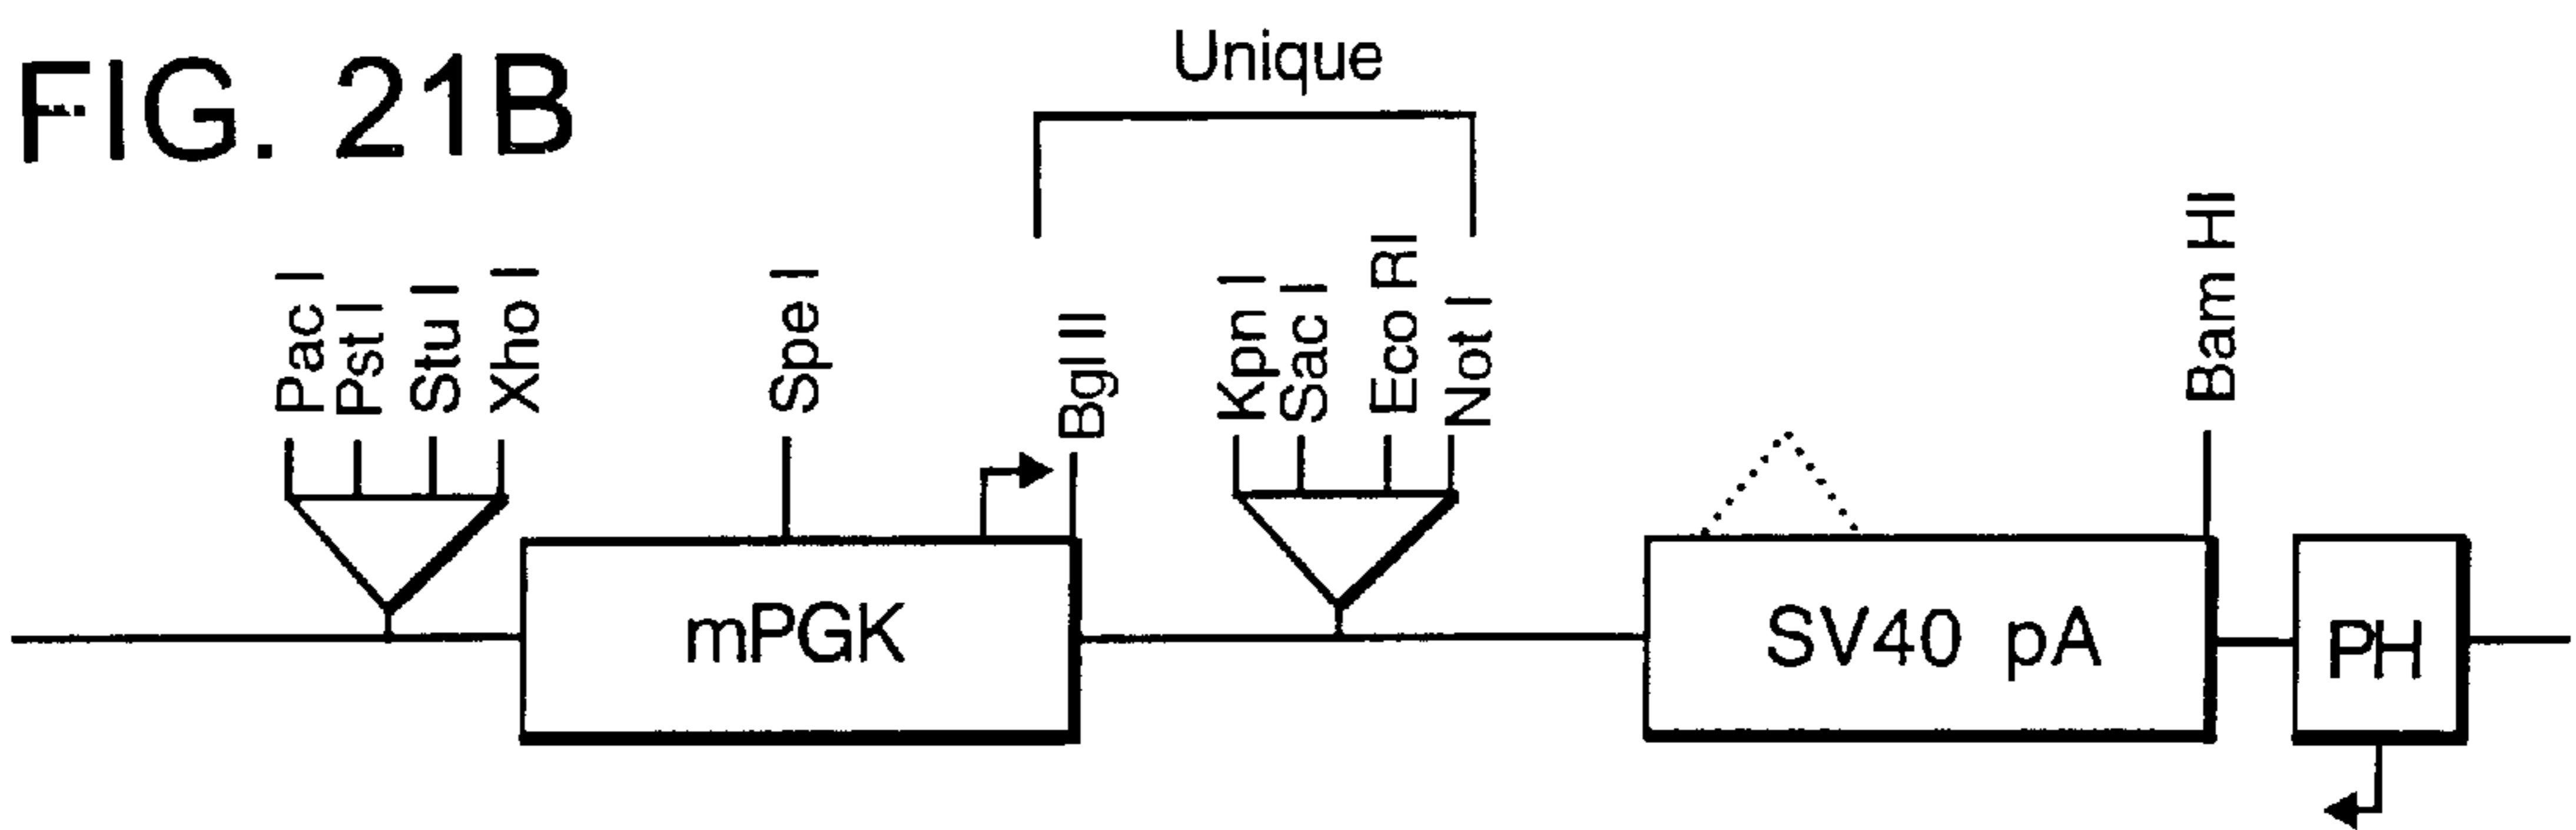 FIG. 21B
Unique
Pac I
Pst I
Stu I
Xho I
Spe I
Bgl II
Kpn I
Sac I
Eco RI
Not I
Bam HI
mPGK
SV40 pA
PH